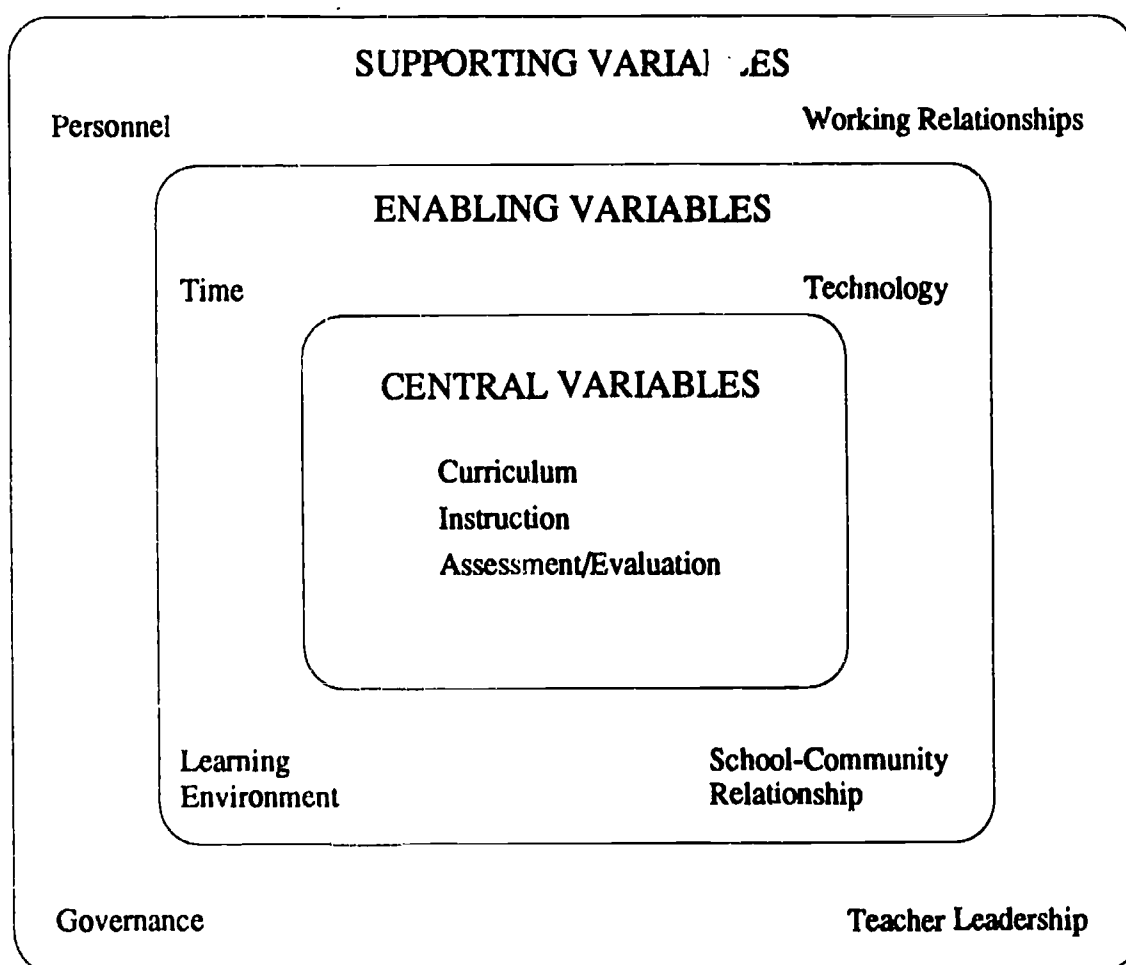 SUPPORTING VARIABLES
Personnel
Working Relationships
ENABLING VARIABLES
Time
Technology
CENTRAL VARIABLES
Curriculum
Instruction
Assessment/Evaluation
Learning
Environment
School-Community
Relationship
Governance
Teacher Leadership